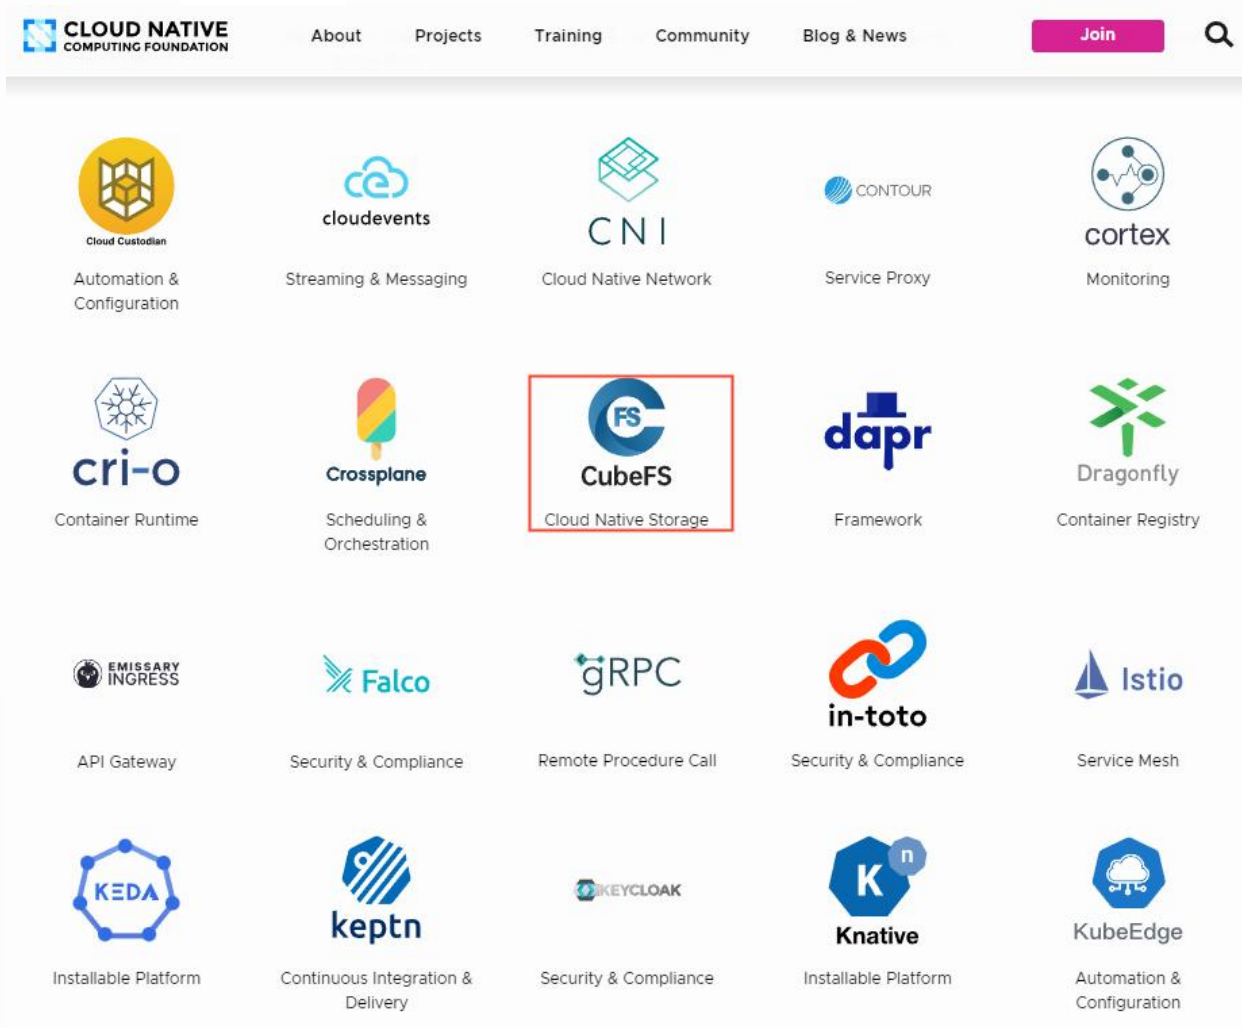 CLOUD NATIVE
COMPUTING FOUNDATION
About Projects Training Community Blog & News Join
Cloud Custodian
Automation &
Configuration
cloudevents
Streaming & Messaging
CNI
Cloud Native Network
CONTOUR
Service Proxy
cortex
Monitoring
cri-o
Container Runtime
Crossplane
Scheduling &
Orchestration
FS
CubeFS
Cloud Native Storage
dapr
Framework
Dragonfly
Container Registry
EMISSARY
INGRESS
API Gateway
Falco
Security & Compliance
gRPC
Remote Procedure Call
in-toto
Security & Compliance
Istio
Service Mesh
KEDA
Installable Platform
keptn
Continuous Integration &
Delivery
KEYCLOAK
Security & Compliance
K n
Knative
Installable Platform
KubeEdge
Automation &
Configuration